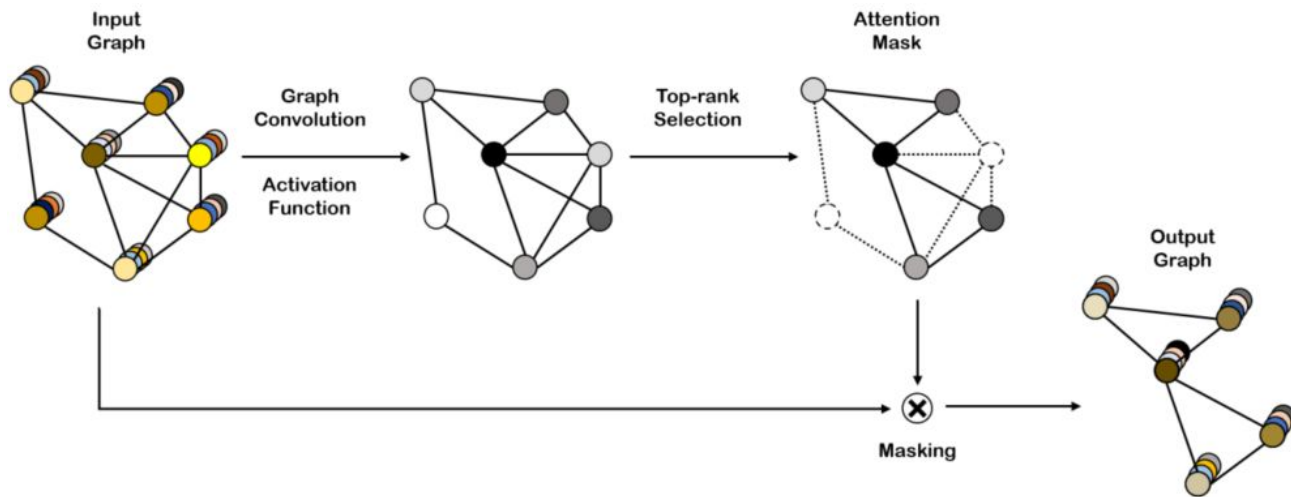 Input
Graph
Graph
Convolution
Activation
Function
Top-rank
Selection
Attention
Mask
Masking
Output
Graph